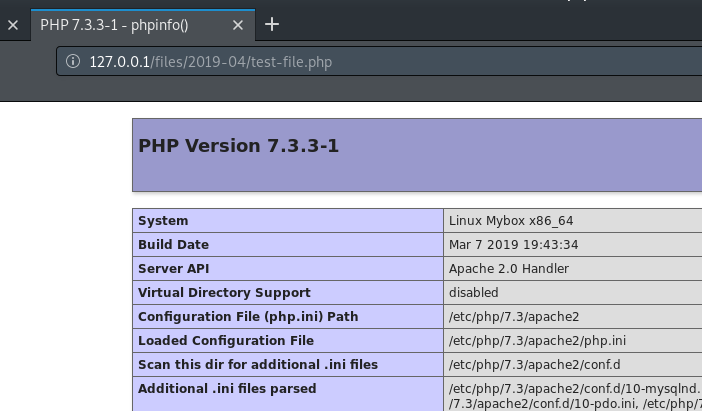 PHP 7.3.3-1 - phpinfo()
127.0.0.1/files/2019-04/test-file.php
PHP Version 7.3.3-1
System Linux Mybox x86_64
Build Date Mar 7 2019 19:43:34
Server API Apache 2.0 Handler
Virtual Directory Support disabled
Configuration File (php.ini) Path /etc/php/7.3/apache2
Loaded Configuration File /etc/php/7.3/apache2/php.ini
Scan this dir for additional .ini files /etc/php/7.3/apache2/conf.d
Additional .ini files parsed /etc/php/7.3/apache2/conf.d/10-mysqlnd.
/7.3/apache2/conf.d/10-pdo.ini, /etc/php/7